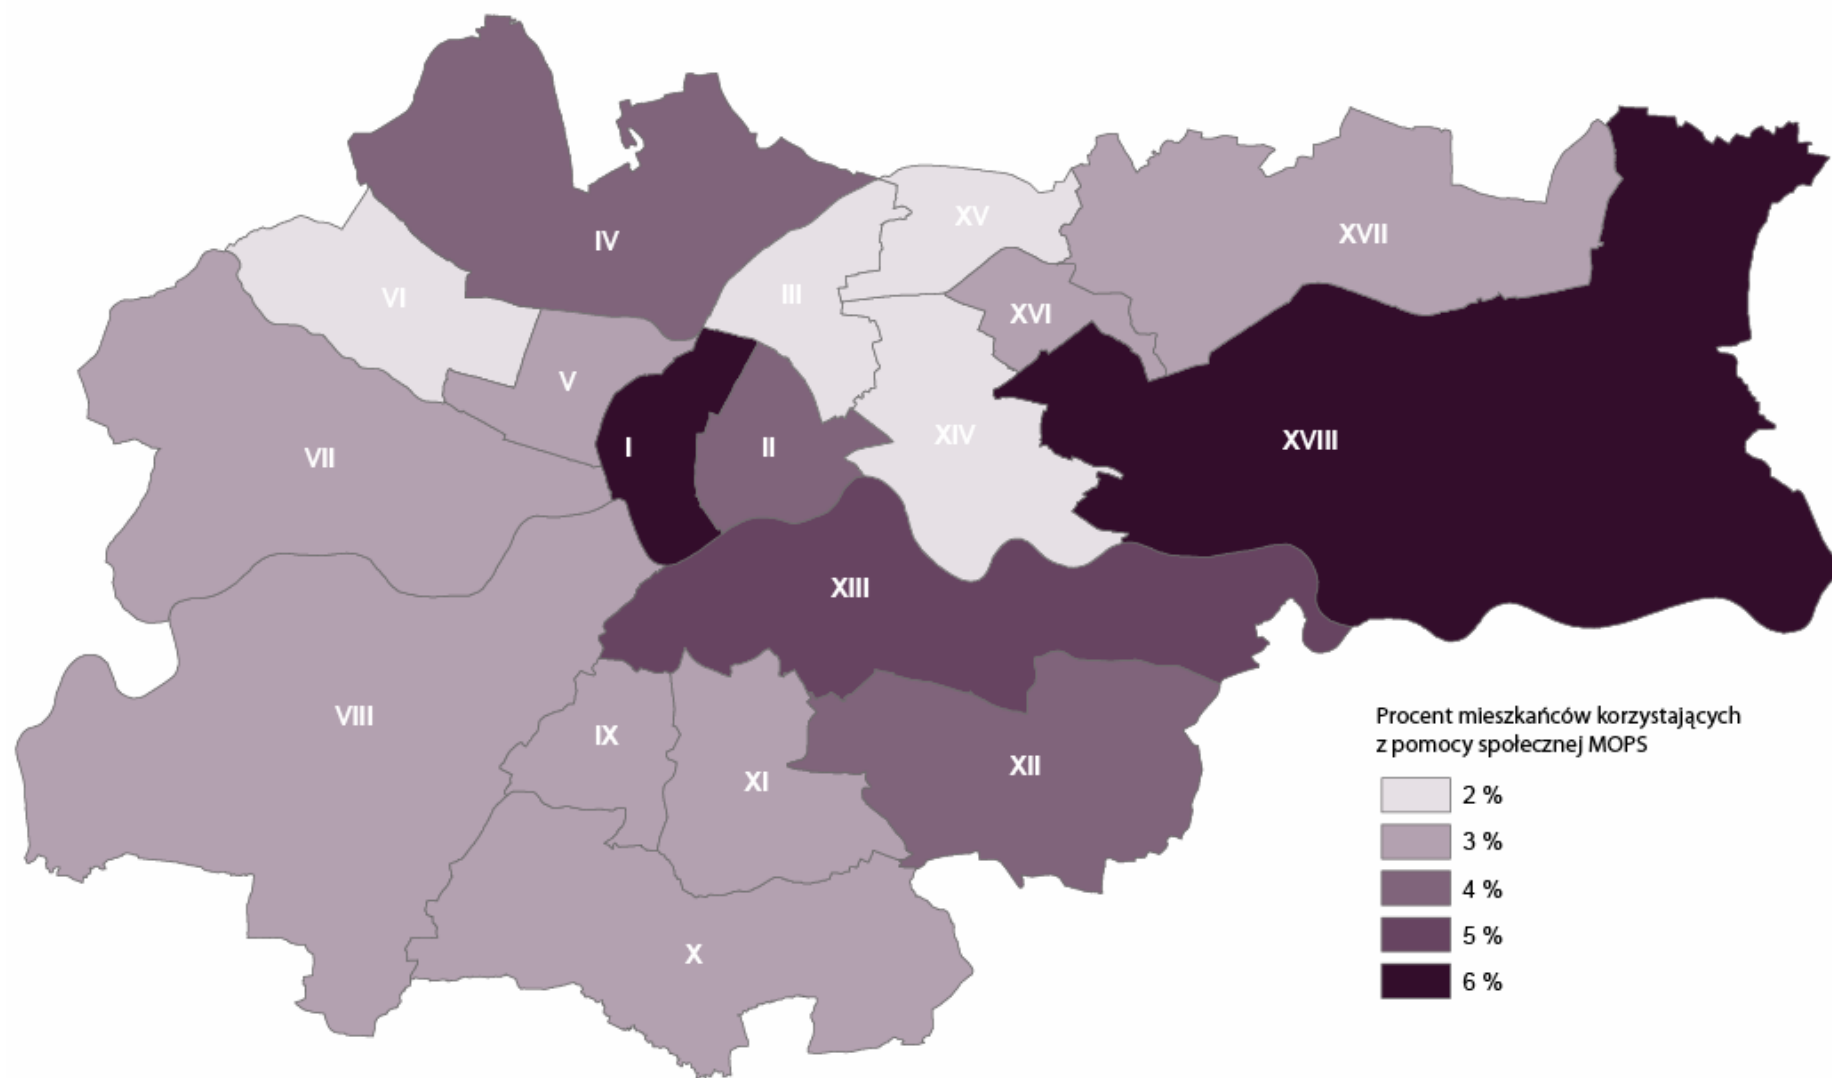 IV
XV
XVII
VI
III
XVI
V
I
II
XIV
XVIII
VII
XIII
VIII
IX
XI
XII
X
Procent mieszkańców korzystających
z pomocy społecznej MOPS
2 %
3 %
4 %
5 %
6 %